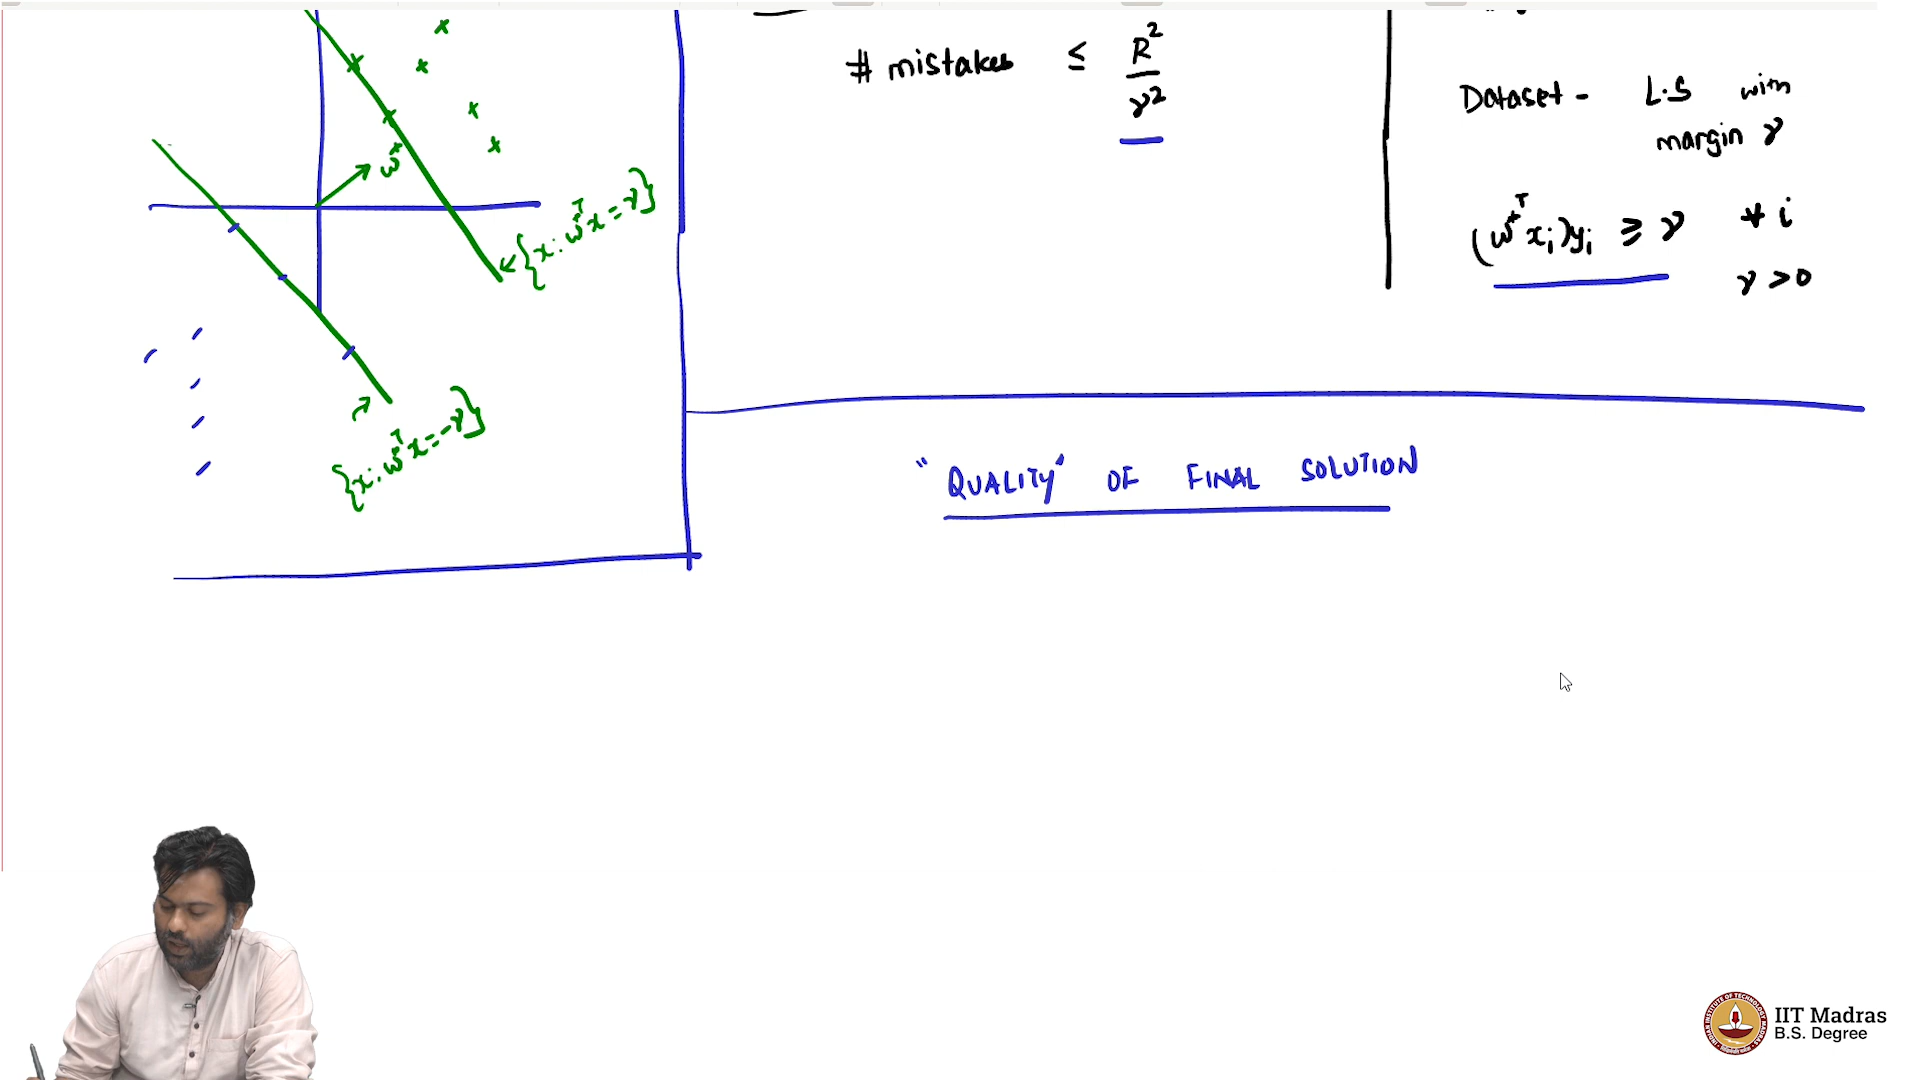 # mistakes ≤ R²/γ²
Dataset - L.S with
margin γ
(w*ᵀxᵢ)yᵢ ≥ γ ∀ i
γ > 0
w*
{x: w*ᵀx = γ}
{x: w*ᵀx = -γ}
"QUALITY" OF FINAL SOLUTION
IIT Madras
B.S. Degree